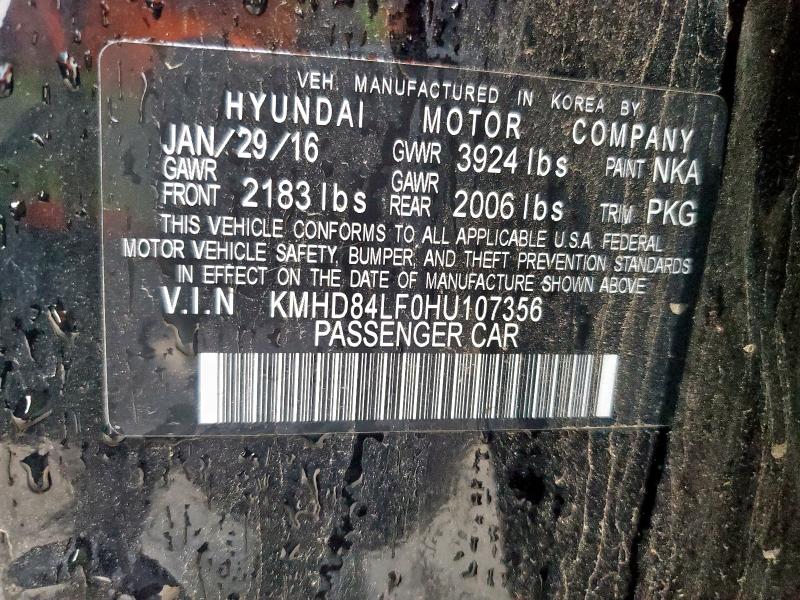 VEH. MANUFACTURED IN KOREA BY
HYUNDAI MOTOR COMPANY
JAN/29/16 GVWR 3924 lbs PAINT NKA
GAWR FRONT 2183 lbs GAWR REAR 2006 lbs TRIM PKG
THIS VEHICLE CONFORMS TO ALL APPLICABLE U.S.A. FEDERAL
MOTOR VEHICLE SAFETY, BUMPER, AND THEFT PREVENTION STANDARDS
IN EFFECT ON THE DATE OF MANUFACTURE SHOWN ABOVE.
V.I.N KMHD84LF0HU107356
PASSENGER CAR